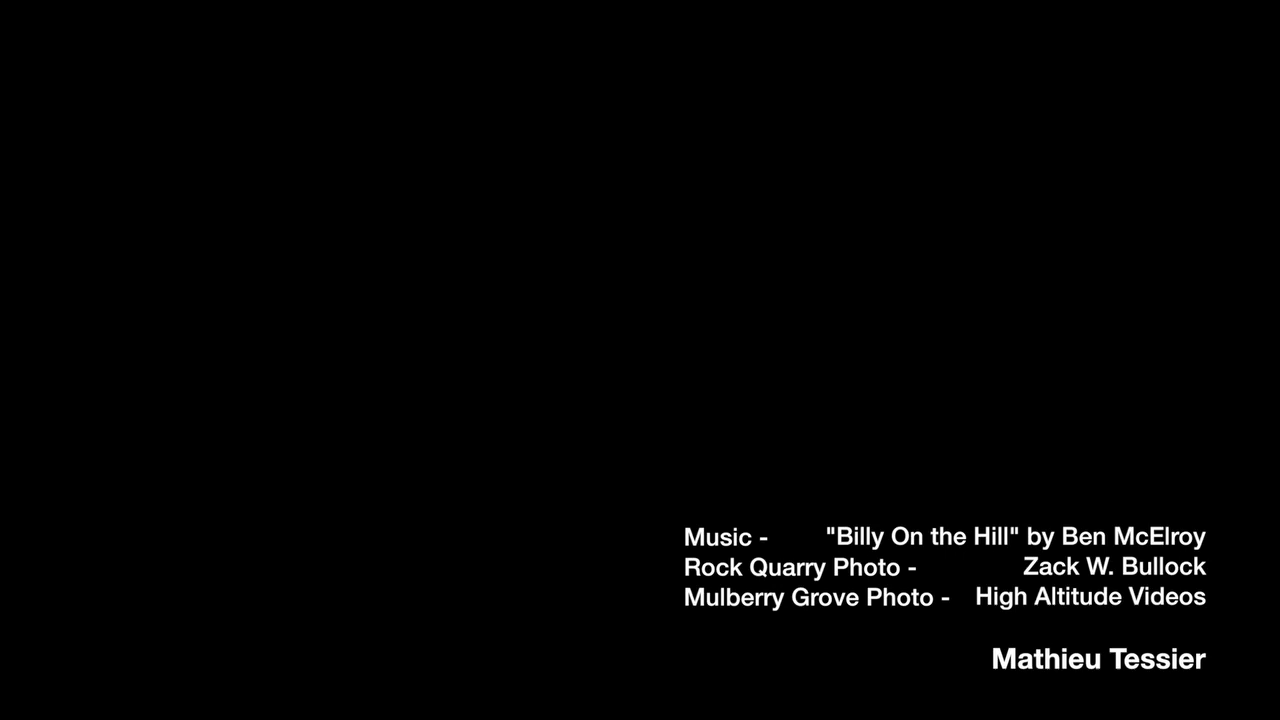 Music - "Billy On the Hill" by Ben McElroy
Rock Quarry Photo - Zack W. Bullock
Mulberry Grove Photo - High Altitude Videos
Mathieu Tessier